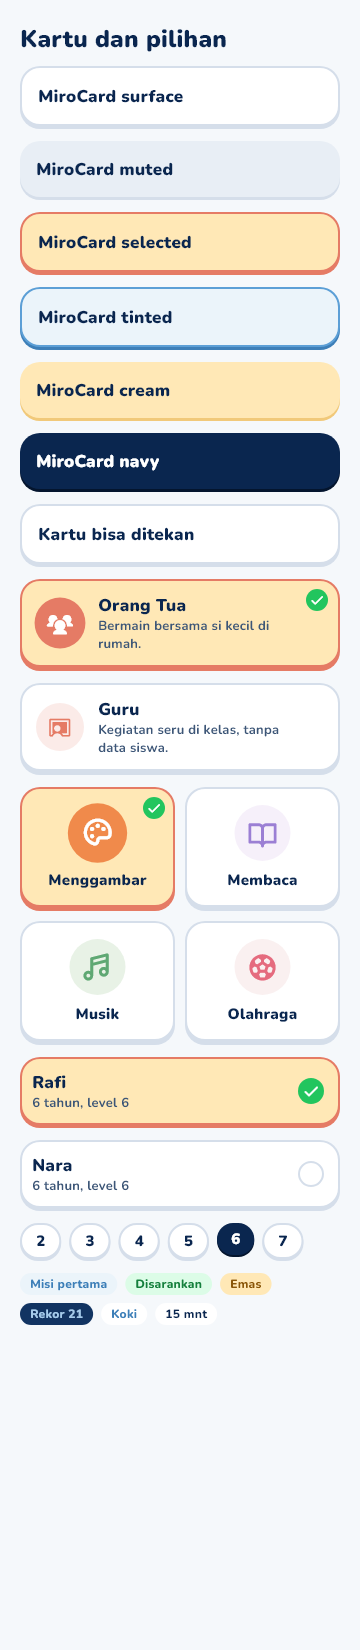 Kartu dan pilihan
MiroCard surface
MiroCard muted
MiroCard selected
MiroCard tinted
MiroCard cream
MiroCard navy
Kartu bisa ditekan
Orang Tua
Bermain bersama si kecil di
rumah.
Guru
Kegiatan seru di kelas, tanpa
data siswa.
Menggambar
Membaca
Musik
Olahraga
Rafi
6 tahun, level 6
Nara
6 tahun, level 6
2 3 4 5 6 7
Misi pertama Disarankan Emas
Rekor 21 Koki 15 mnt